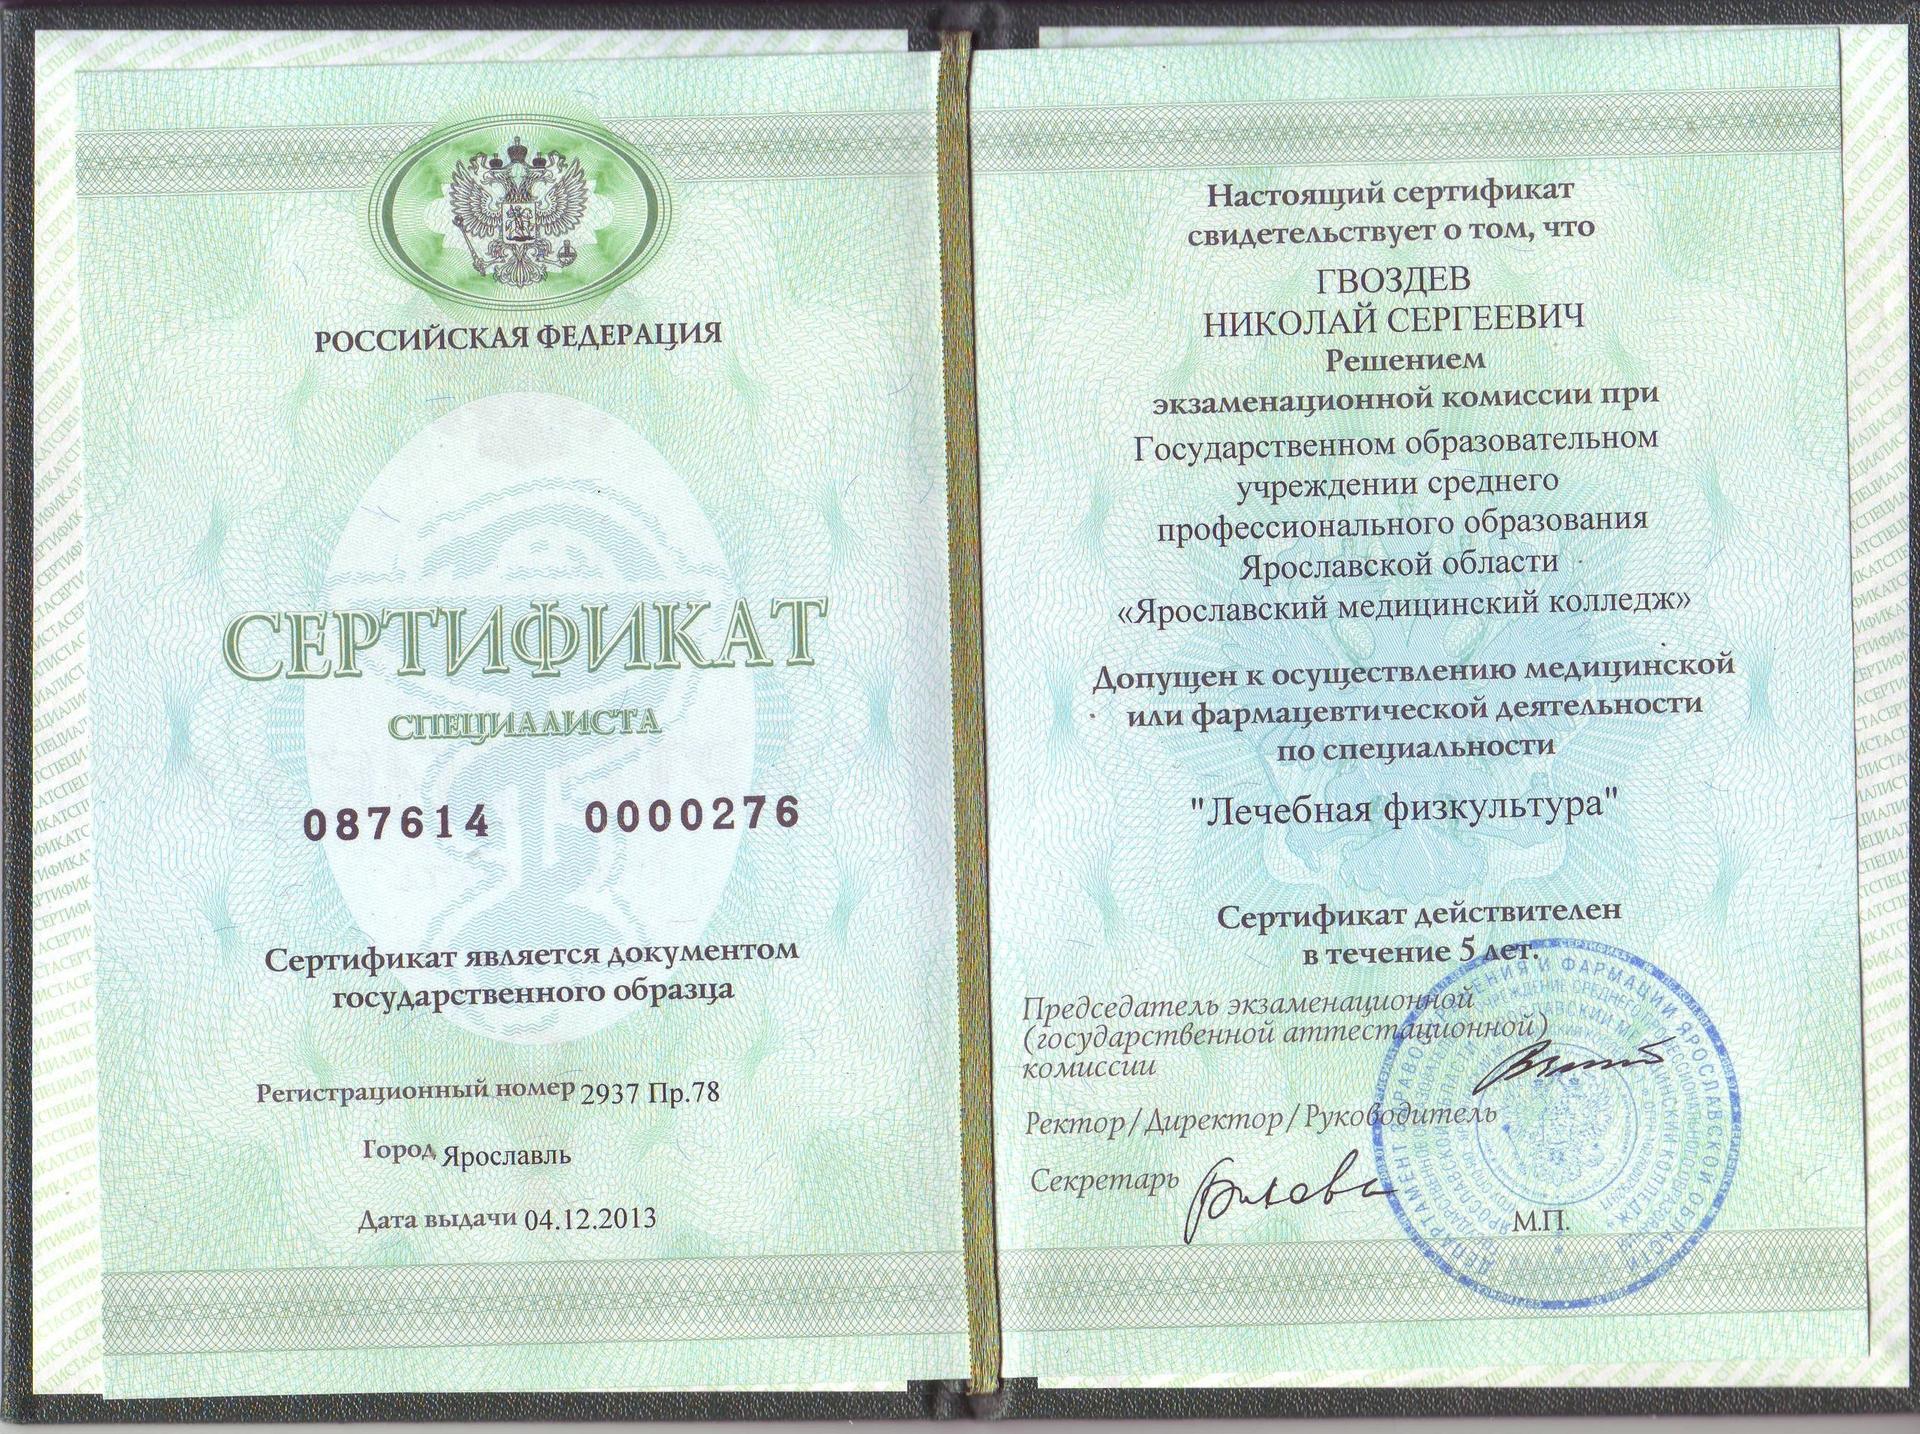 РОССИЙСКАЯ ФЕДЕРАЦИЯ
СЕРТИФИКАТ
СПЕЦИАЛИСТА
087614 0000276
Сертификат является документом
государственного образца
Регистрационный номер 2937 Пр.78
Город Ярославль
Дата выдачи 04.12.2013
Настоящий сертификат
свидетельствует о том, что
ГВОЗДЕВ
НИКОЛАЙ СЕРГЕЕВИЧ
Решением
экзаменационной комиссии при
Государственном образовательном
учреждении среднего
профессионального образования
Ярославской области
«Ярославский медицинский колледж»
Допущен к осуществлению медицинской
или фармацевтической деятельности
по специальности
"Лечебная физкультура"
Сертификат действителен
в течение 5 лет.
Председатель экзаменационной
(государственной аттестационной)
комиссии
Ректор/Директор/Руководитель
Секретарь
М.П.